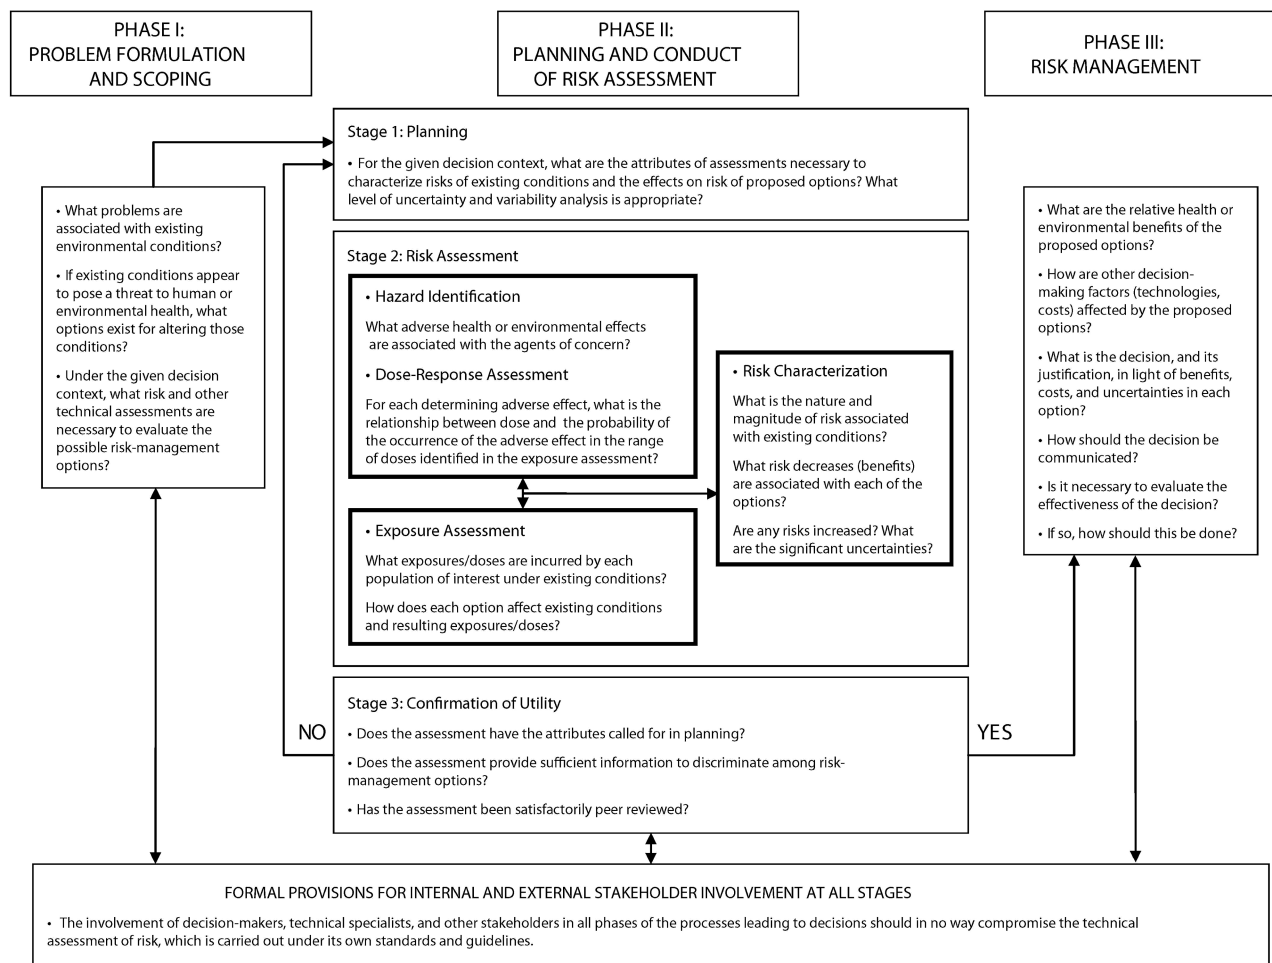 PHASE I:
PROBLEM FORMULATION
AND SCOPING
PHASE II:
PLANNING AND CONDUCT
OF RISK ASSESSMENT
PHASE III:
RISK MANAGEMENT
• What problems are
associated with existing
environmental conditions?
• If existing conditions appear
to pose a threat to human or
environmental health, what
options exist for altering those
conditions?
• Under the given decision
context, what risk and other
technical assessments are
necessary to evaluate the
possible risk-management
options?
Stage 1: Planning
• For the given decision context, what are the attributes of assessments necessary to
characterize risks of existing conditions and the effects on risk of proposed options? What
level of uncertainty and variability analysis is appropriate?
Stage 2: Risk Assessment
• Hazard Identification
What adverse health or environmental effects
are associated with the agents of concern?
• Dose-Response Assessment
For each determining adverse effect, what is the
relationship between dose and the probability of
the occurrence of the adverse effect in the range
of doses identified in the exposure assessment?
• Exposure Assessment
What exposures/doses are incurred by each
population of interest under existing conditions?
How does each option affect existing conditions
and resulting exposures/doses?
• Risk Characterization
What is the nature and
magnitude of risk associated
with existing conditions?
What risk decreases (benefits)
are associated with each of the
options?
Are any risks increased? What
are the significant uncertainties?
Stage 3: Confirmation of Utility
• Does the assessment have the attributes called for in planning?
• Does the assessment provide sufficient information to discriminate among risk-
management options?
• Has the assessment been satisfactorily peer reviewed?
NO
YES
• What are the relative health or
environmental benefits of the
proposed options?
• How are other decision-
making factors (technologies,
costs) affected by the proposed
options?
• What is the decision, and its
justification, in light of benefits,
costs, and uncertainties in each
option?
• How should the decision be
communicated?
• Is it necessary to evaluate the
effectiveness of the decision?
• If so, how should this be done?
FORMAL PROVISIONS FOR INTERNAL AND EXTERNAL STAKEHOLDER INVOLVEMENT AT ALL STAGES
• The involvement of decision-makers, technical specialists, and other stakeholders in all phases of the processes leading to decisions should in no way compromise the technical
assessment of risk, which is carried out under its own standards and guidelines.